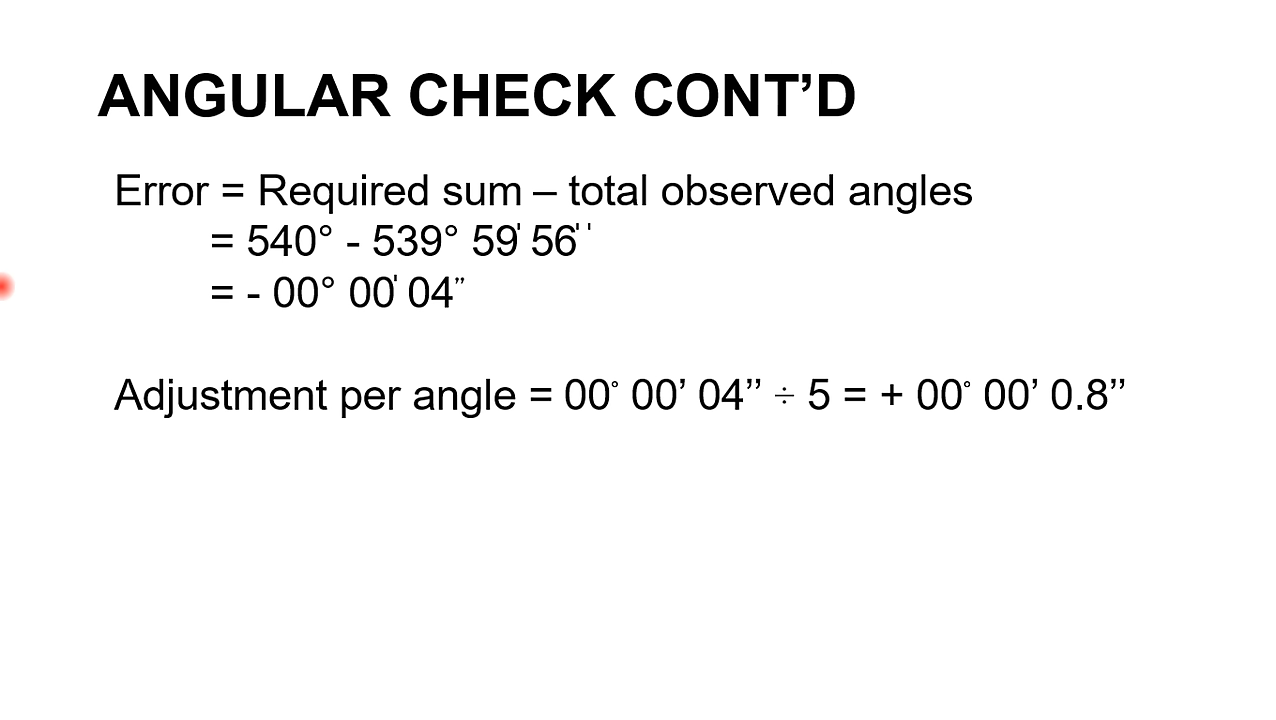 ANGULAR CHECK CONT’D
Error = Required sum – total observed angles
= 540° - 539° 59' 56''
= - 00° 00' 04”
Adjustment per angle = 00° 00’ 04’’ ÷ 5 = + 00° 00’ 0.8’’